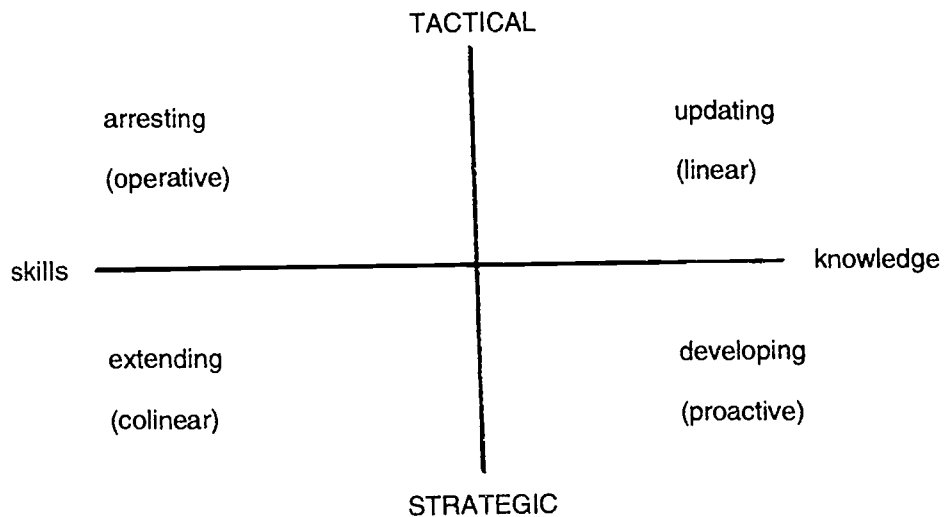 TACTICAL
arresting
updating
(operative)
(linear)
skills
knowledge
extending
developing
(colinear)
(proactive)
STRATEGIC